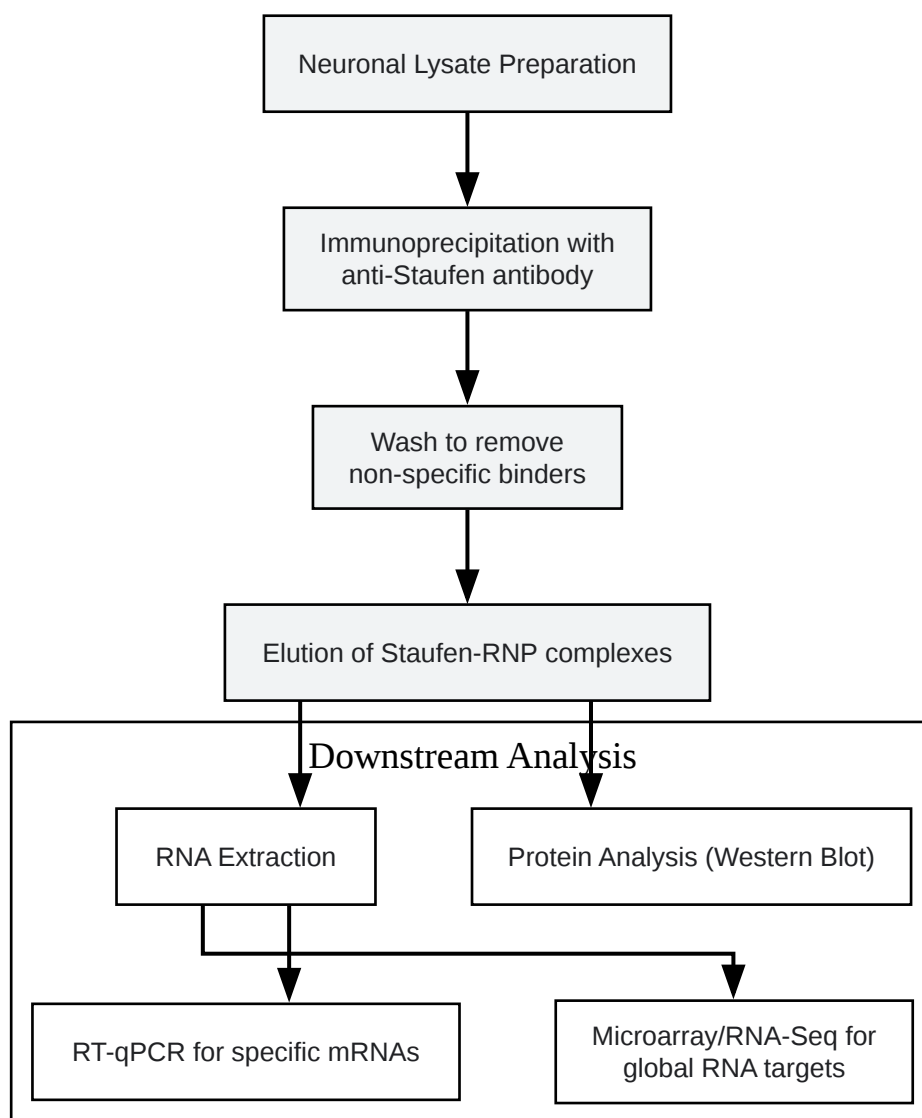 Neuronal Lysate Preparation
Immunoprecipitation with
anti-Staufen antibody
Wash to remove
non-specific binders
Elution of Staufen-RNP complexes
Downstream Analysis
RNA Extraction
Protein Analysis (Western Blot)
RT-qPCR for specific mRNAs
Microarray/RNA-Seq for
global RNA targets